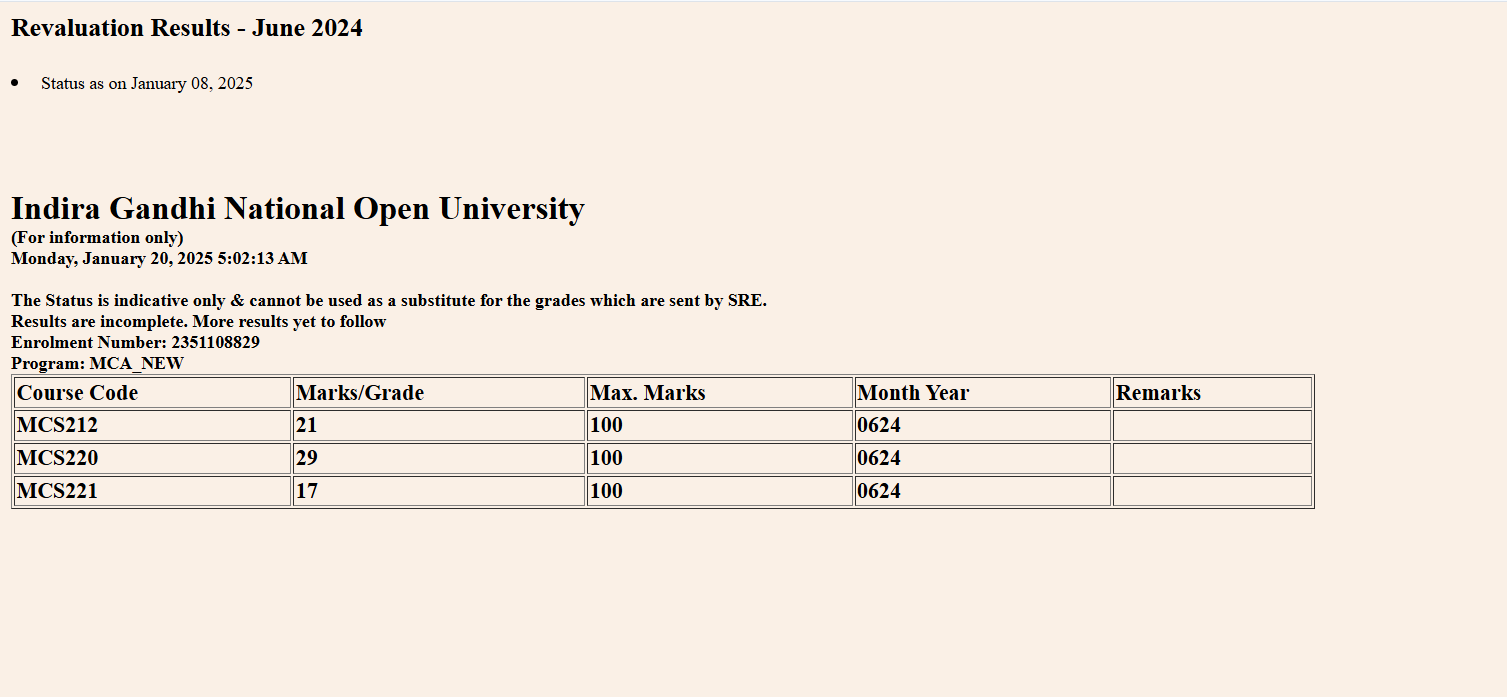 Revaluation Results - June 2024
• Status as on January 08, 2025
Indira Gandhi National Open University
(For information only)
Monday, January 20, 2025 5:02:13 AM
The Status is indicative only & cannot be used as a substitute for the grades which are sent by SRE.
Results are incomplete. More results yet to follow
Enrolment Number: 2351108829
Program: MCA_NEW
Course Code Marks/Grade Max. Marks Month Year Remarks
MCS212 21 100 0624
MCS220 29 100 0624
MCS221 17 100 0624